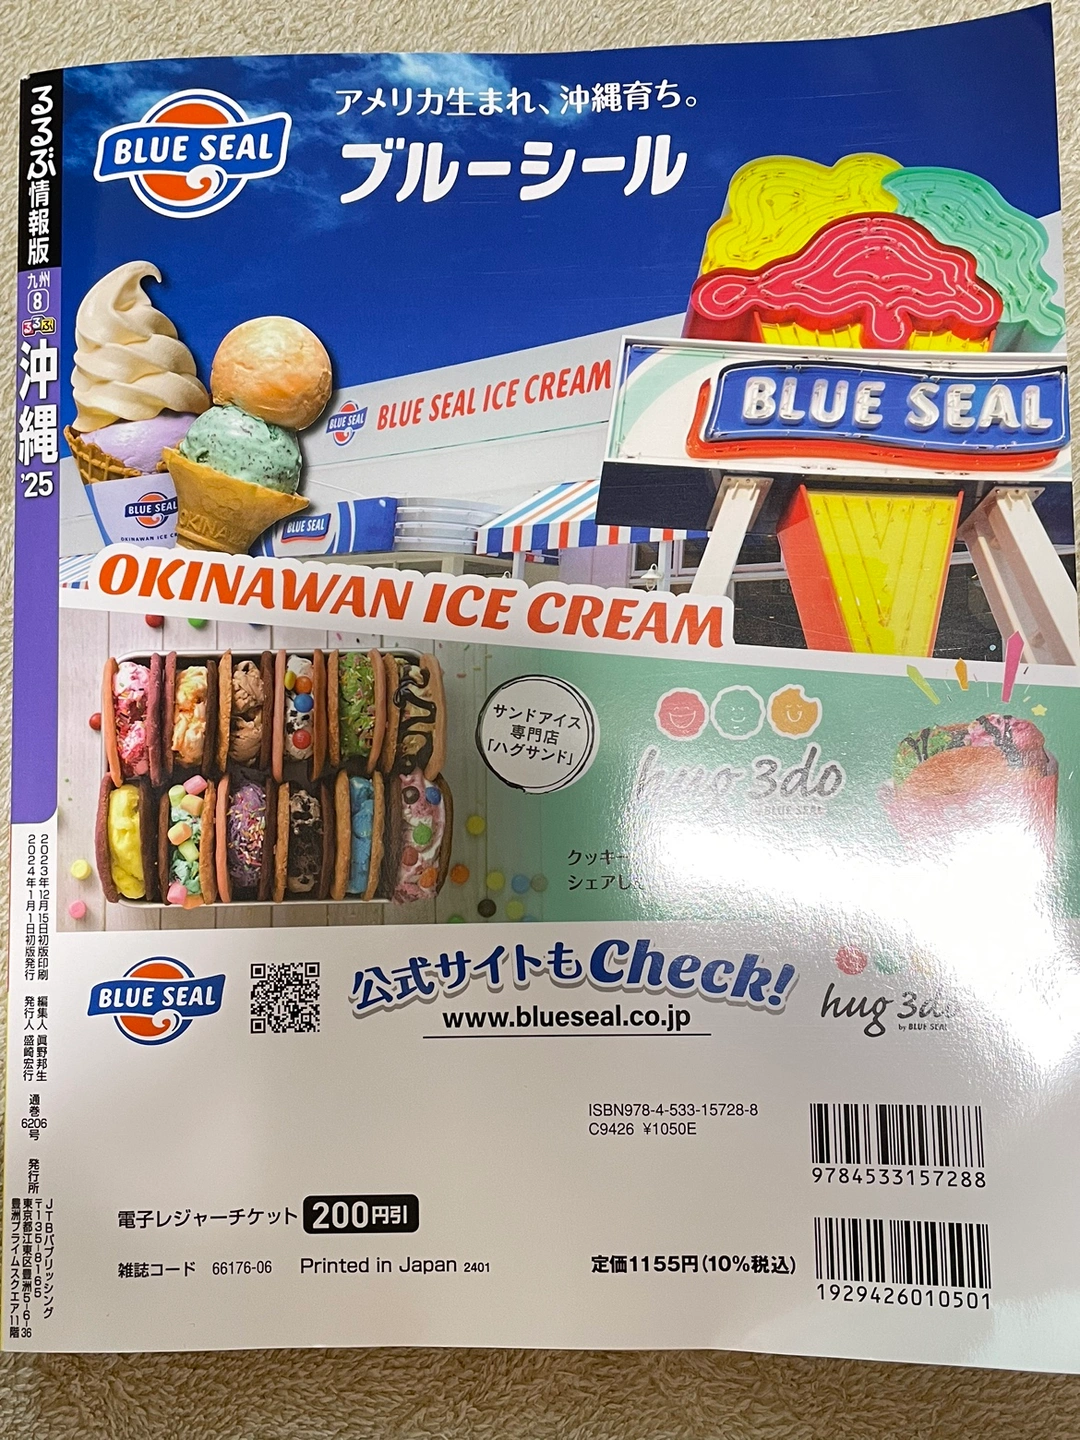 るるぶ情報版
九州
8
るるぶ
沖縄
'25
2023年12月15日初版印刷
2024年1月1日初版発行
編集人 眞野邦生
発行人 盛崎宏行
通巻6206号
発行所
JTBパブリッシング
〒135-8165
東京都江東区豊洲5-6-36
豊洲プライムスクエア11階
BLUE SEAL
アメリカ生まれ、沖縄育ち。
ブルーシール
BLUE SEAL
BLUE SEAL ICE CREAM
BLUE SEAL
BLUE SEAL
OKINAWAN ICE
BLUE SEAL
OKINAWAN ICE CREAM
サンドアイス
専門店
「ハグサンド」
hug 3do
BLUE SEAL
クッキー
シェアし
BLUE SEAL
公式サイトもCheck!
www.blueseal.co.jp
hug 3do
by BLUE SEAL
ISBN978-4-533-15728-8
C9426 ¥1050E
9784533157288
電子レジャーチケット 200円引
雑誌コード 66176-06 Printed in Japan 2401
定価1155円(10%税込)
1929426010501